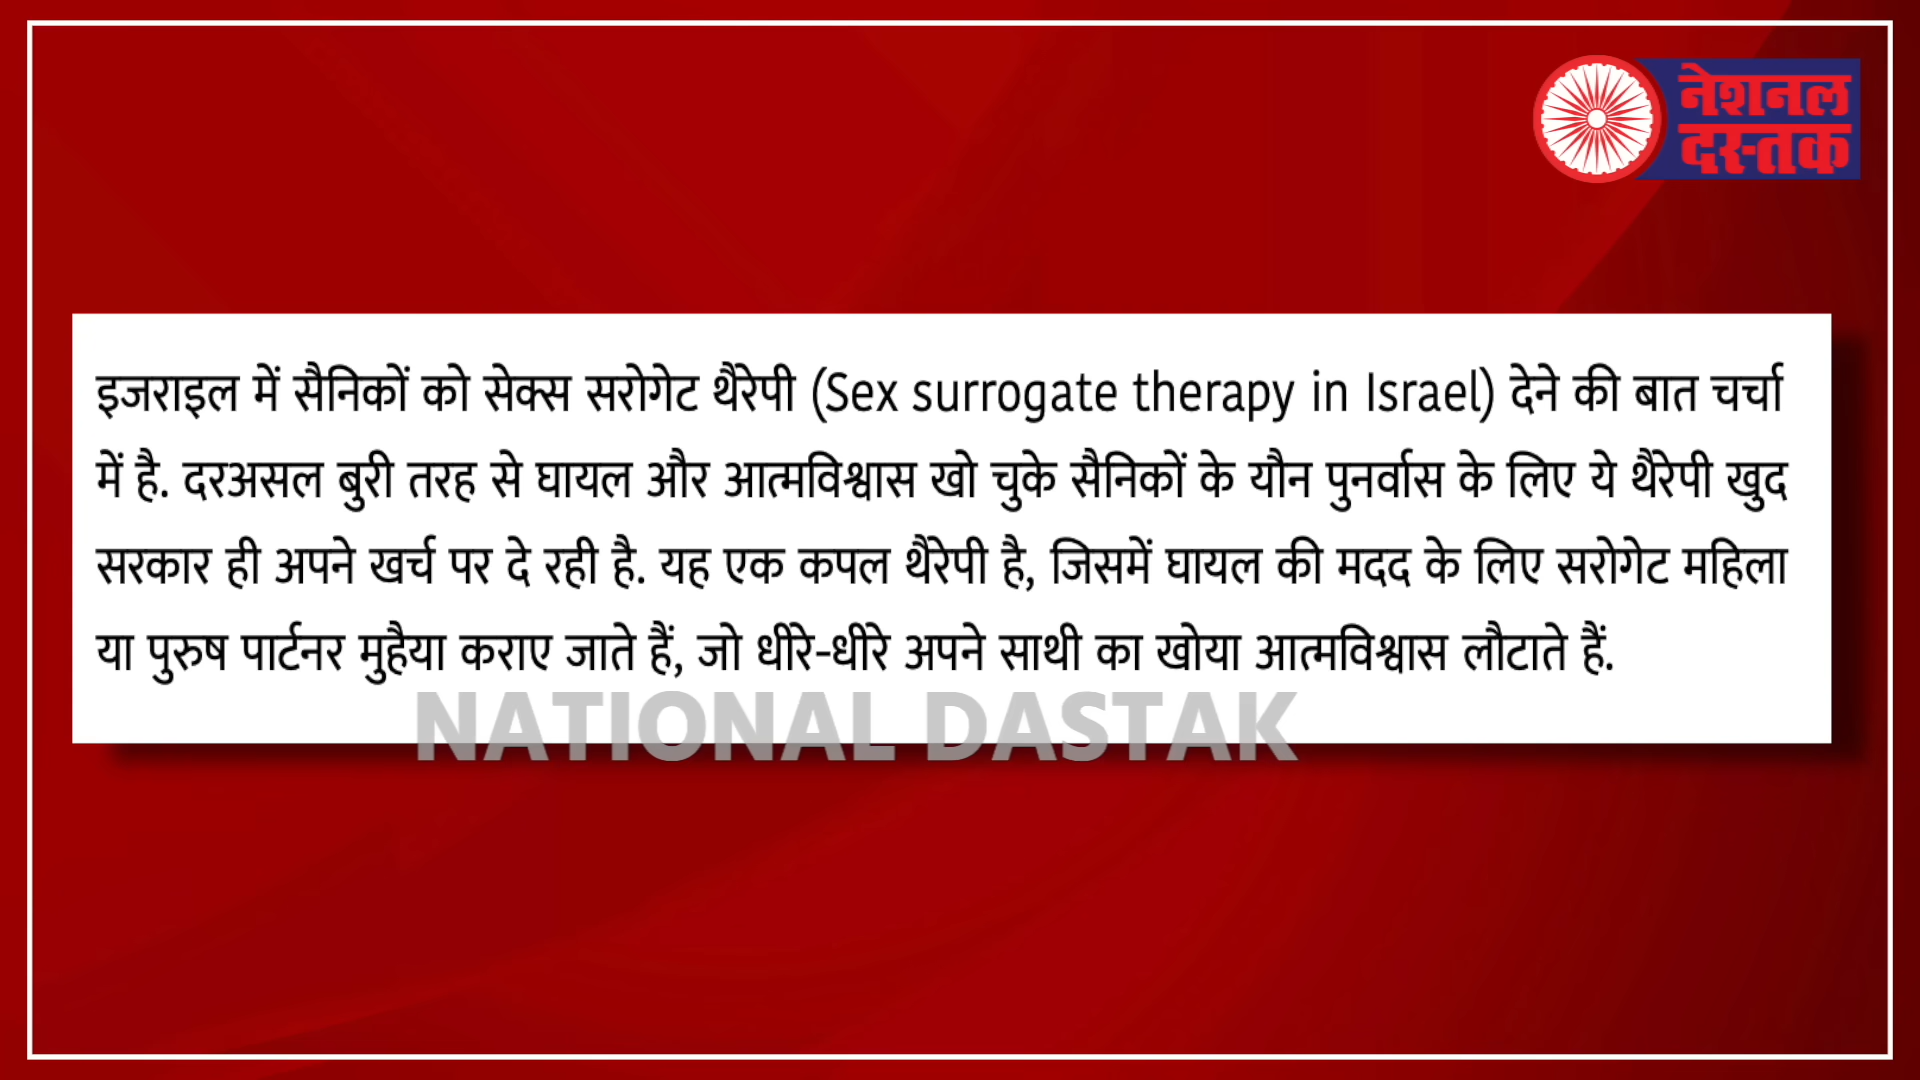 नेशनल
दस्तक
इजराइल में सैनिकों को सेक्स सरोगेट थैरेपी (Sex surrogate therapy in Israel) देने की बात चर्चा
में है. दरअसल बुरी तरह से घायल और आत्मविश्वास खो चुके सैनिकों के यौन पुनर्वास के लिए ये थैरेपी खुद
सरकार ही अपने खर्च पर दे रही है. यह एक कपल थैरेपी है, जिसमें घायल की मदद के लिए सरोगेट महिला
या पुरुष पार्टनर मुहैया कराए जाते हैं, जो धीरे-धीरे अपने साथी का खोया आत्मविश्वास लौटाते हैं.
NATIONAL DASTAK